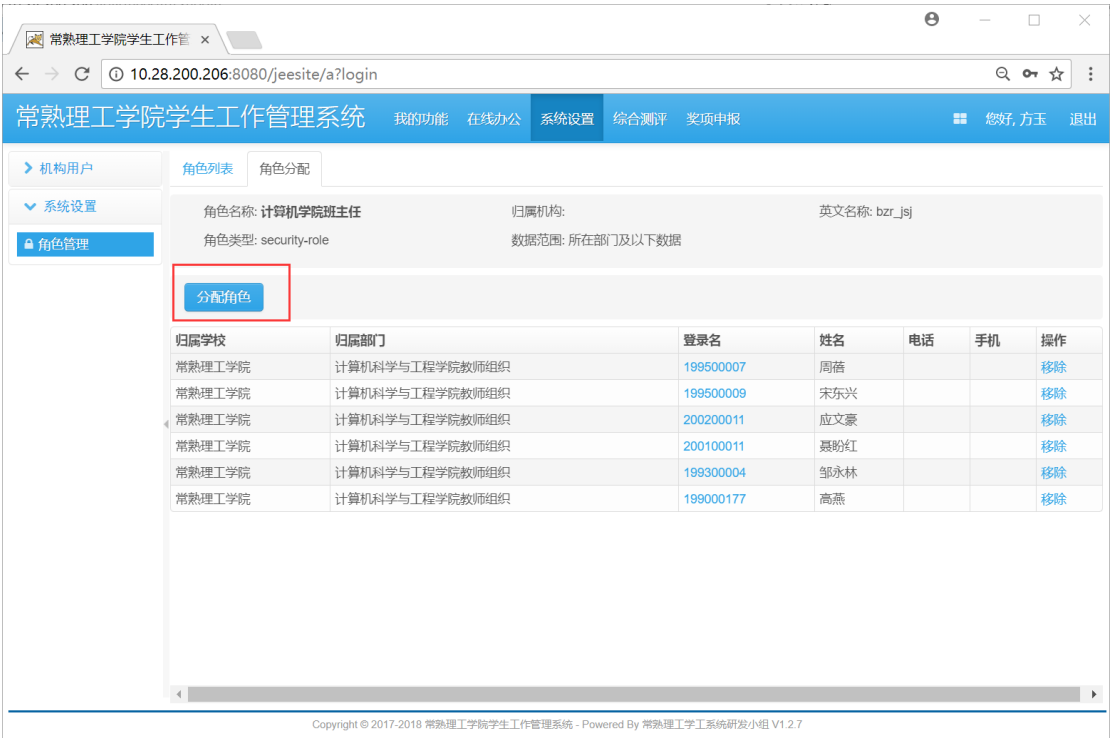 常熟理工学院学生工作管
10.28.200.206:8080/jeesite/a?login
常熟理工学院学生工作管理系统 我的功能 在线办公 系统设置 综合测评 奖项申报 您好, 方玉 退出
机构用户
系统设置
角色管理
角色列表 角色分配
角色名称: 计算机学院班主任 归属机构: 英文名称: bzr_jsj
角色类型: security-role 数据范围: 所在部门及以下数据
分配角色
归属学校 归属部门 登录名 姓名 电话 手机 操作
常熟理工学院 计算机科学与工程学院教师组织 199500007 周蓓 移除
常熟理工学院 计算机科学与工程学院教师组织 199500009 宋东兴 移除
常熟理工学院 计算机科学与工程学院教师组织 200200011 应文豪 移除
常熟理工学院 计算机科学与工程学院教师组织 200100011 聂盼红 移除
常熟理工学院 计算机科学与工程学院教师组织 199300004 邹永林 移除
常熟理工学院 计算机科学与工程学院教师组织 199000177 高燕 移除
Copyright © 2017-2018 常熟理工学院学生工作管理系统 - Powered By 常熟理工学工系统研发小组 V1.2.7